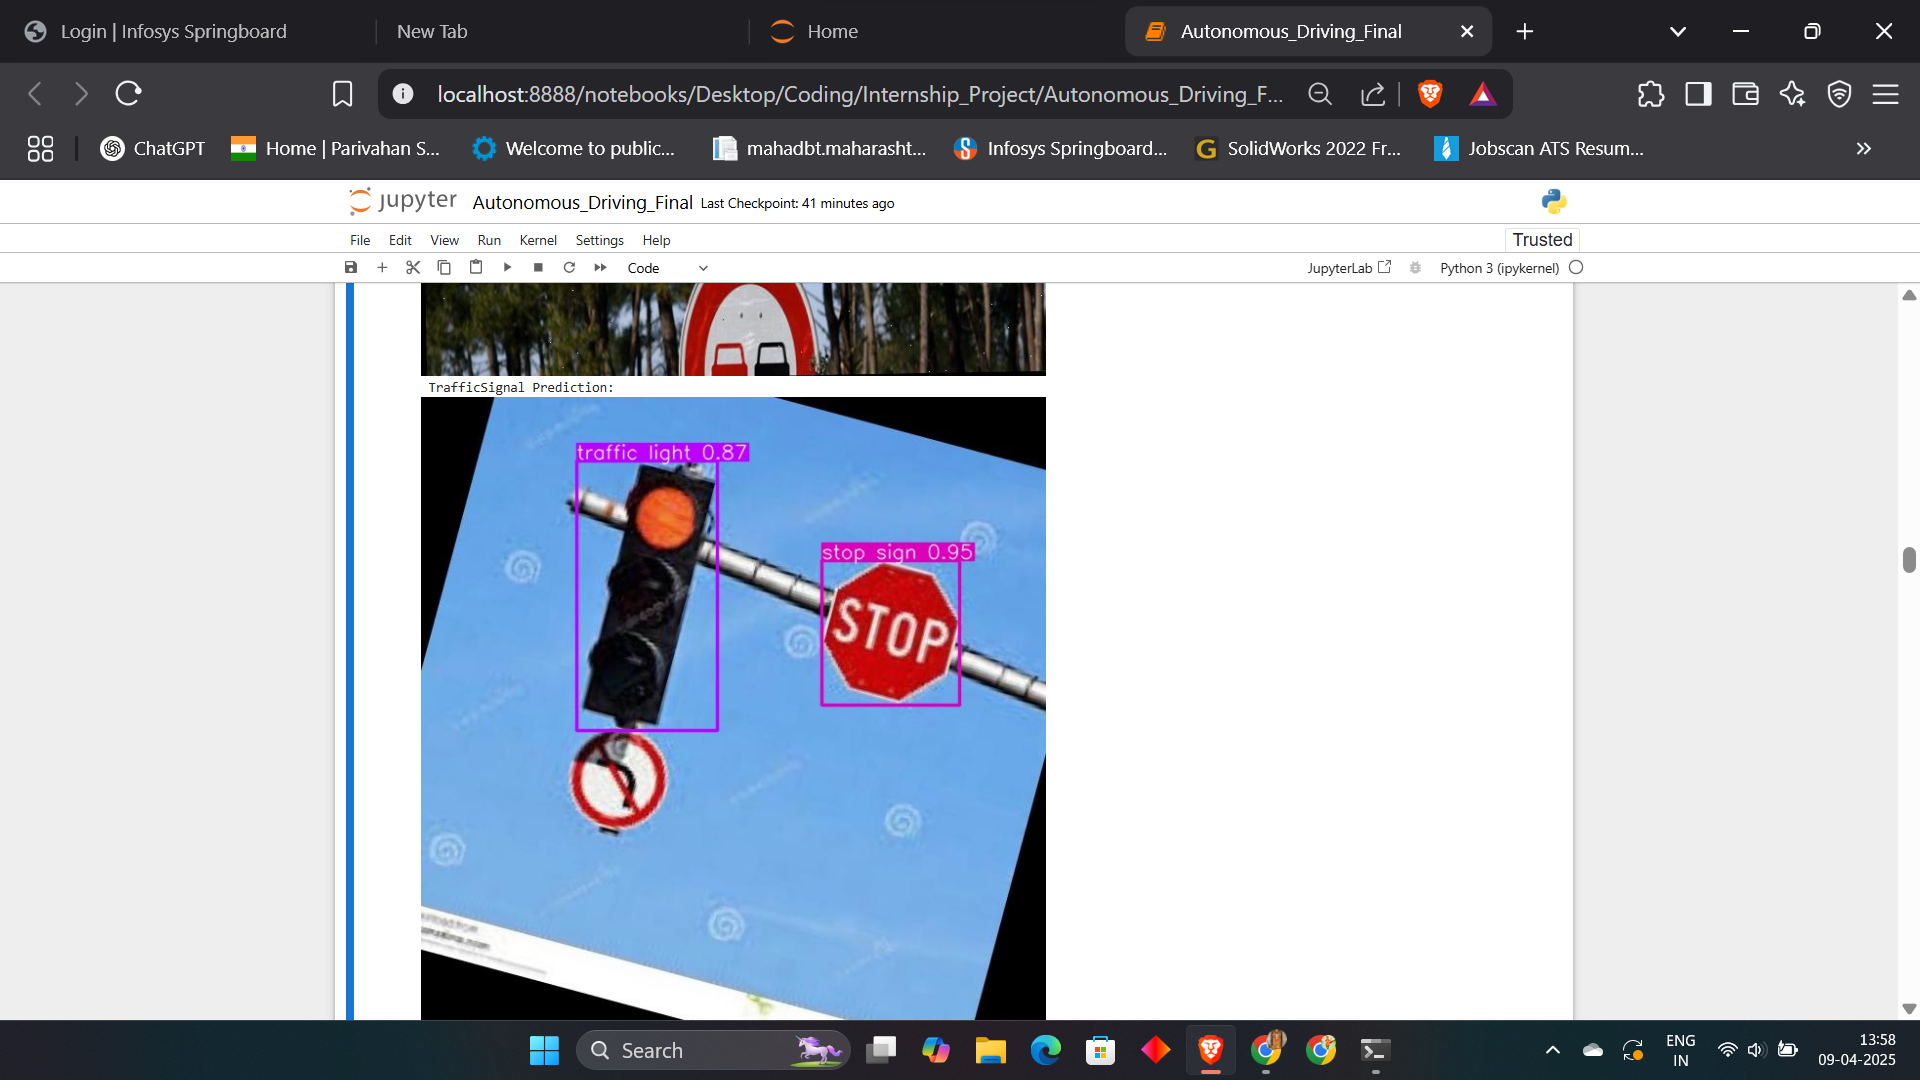 Login | Infosys Springboard
New Tab
Home
Autonomous_Driving_Final
localhost:8888/notebooks/Desktop/Coding/Internship_Project/Autonomous_Driving_F...
ChatGPT
Home | Parivahan S...
Welcome to public...
mahadbt.maharasht...
Infosys Springboard...
SolidWorks 2022 Fr...
Jobscan ATS Resum...
jupyter
Autonomous_Driving_Final
Last Checkpoint: 41 minutes ago
File Edit View Run Kernel Settings Help
Trusted
Code
JupyterLab
Python 3 (ipykernel)
TrafficSignal Prediction:
traffic light 0.87
stop sign 0.95
STOP
Search
ENG
IN
13:58
09-04-2025